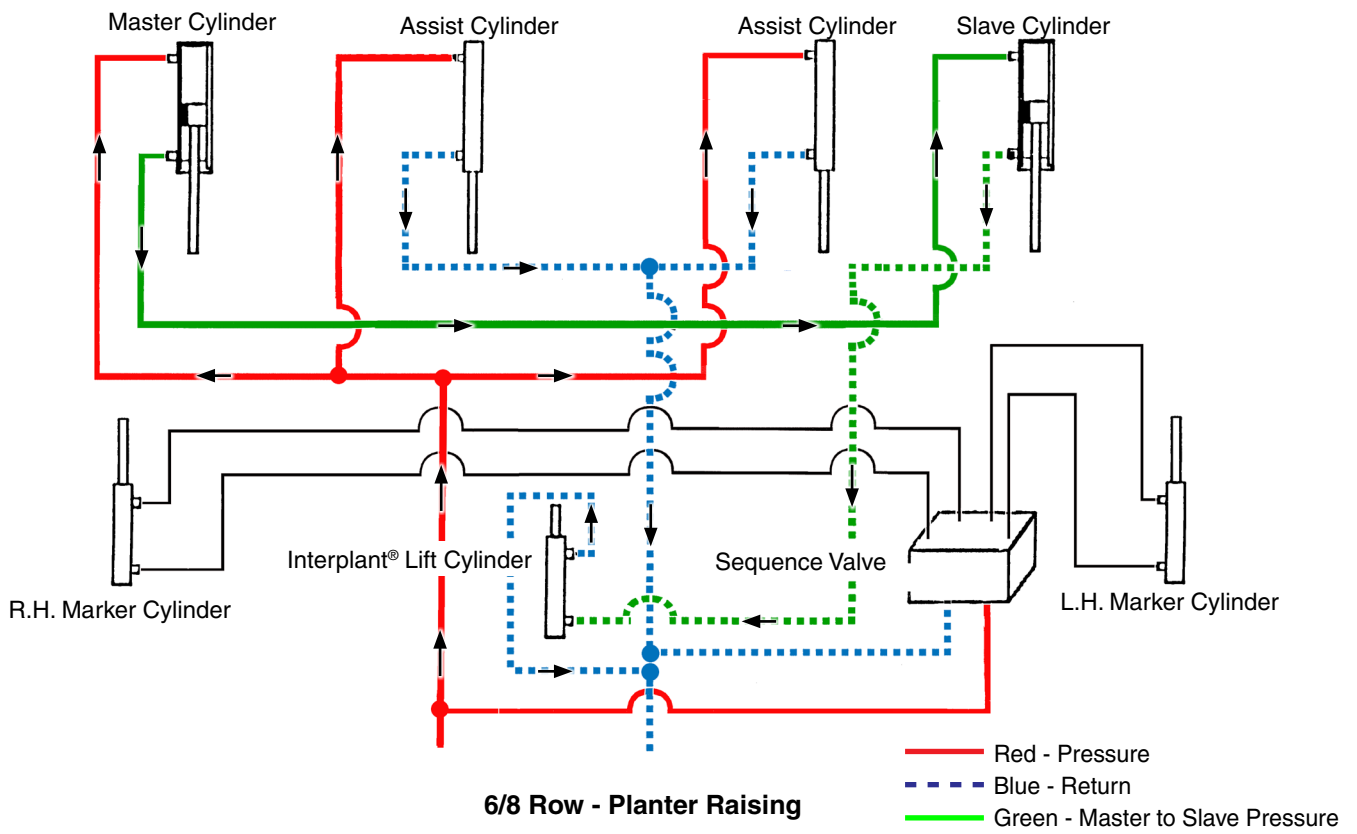 Master Cylinder
Assist Cylinder
Assist Cylinder
Slave Cylinder
Interplant® Lift Cylinder
Sequence Valve
R.H. Marker Cylinder
L.H. Marker Cylinder
Red - Pressure
Blue - Return
Green - Master to Slave Pressure
6/8 Row - Planter Raising